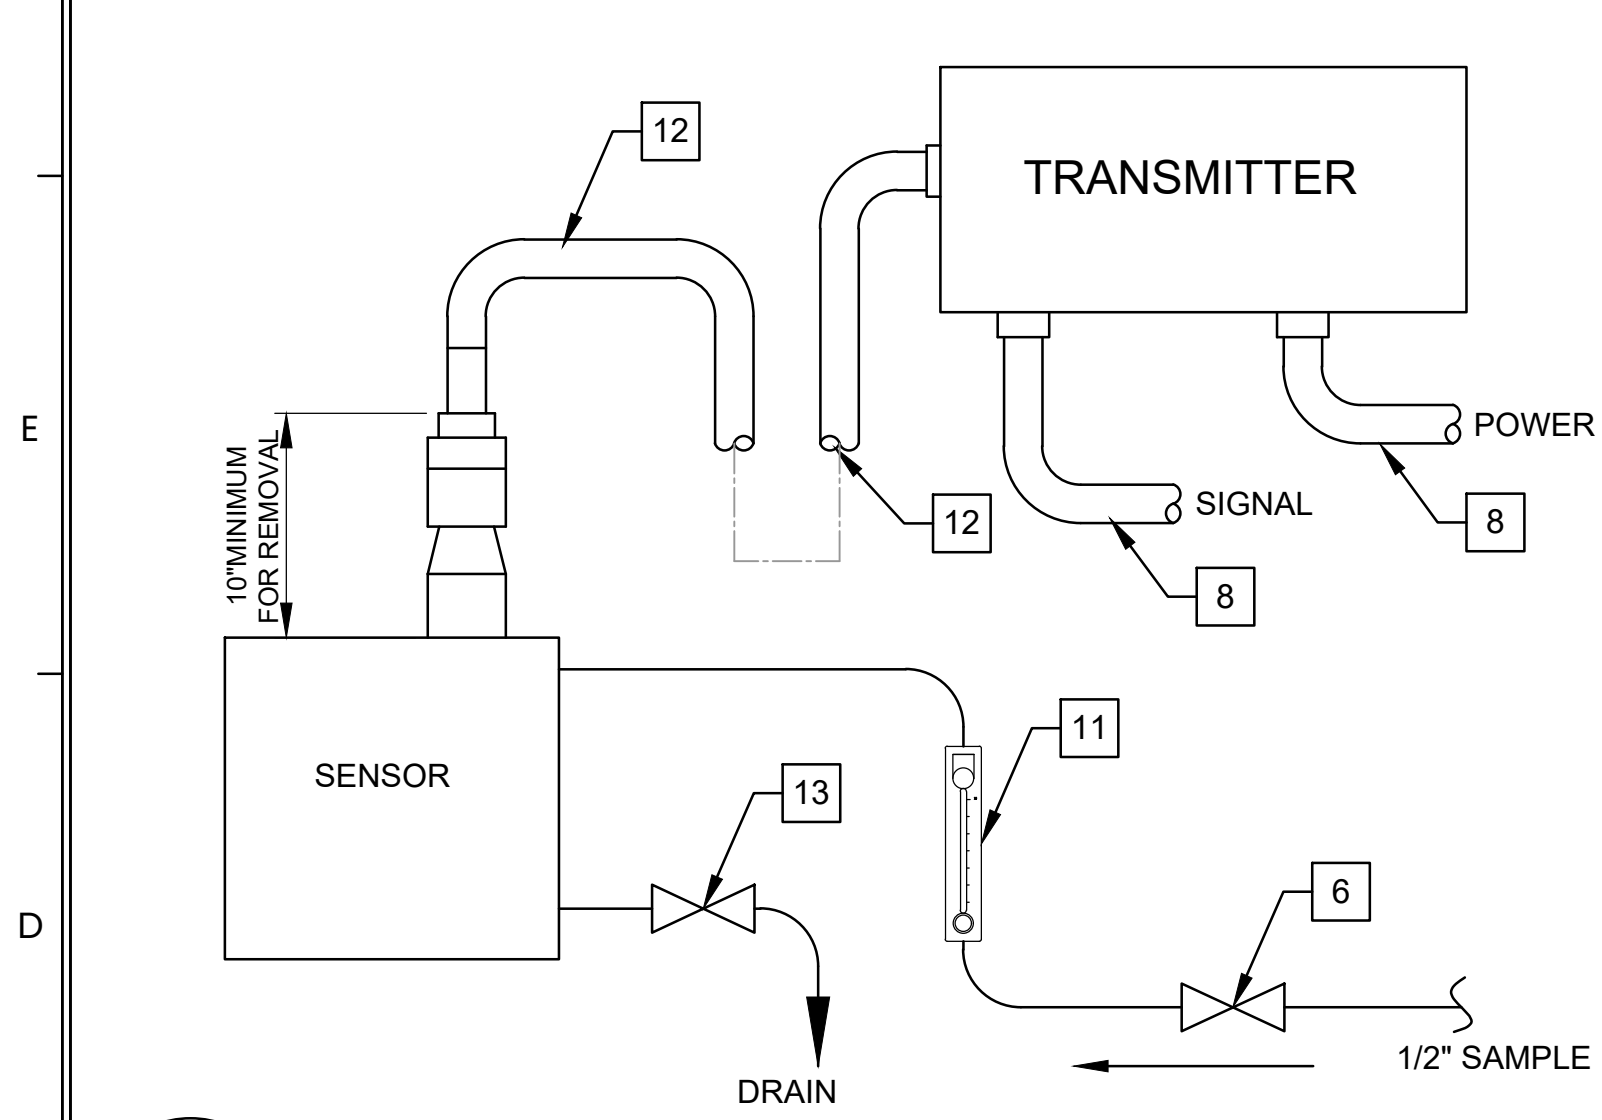 12
TRANSMITTER
E
10"MINIMUM
FOR REMOVAL
POWER
SIGNAL
12
8
8
11
SENSOR
13
6
D
1/2" SAMPLE
DRAIN